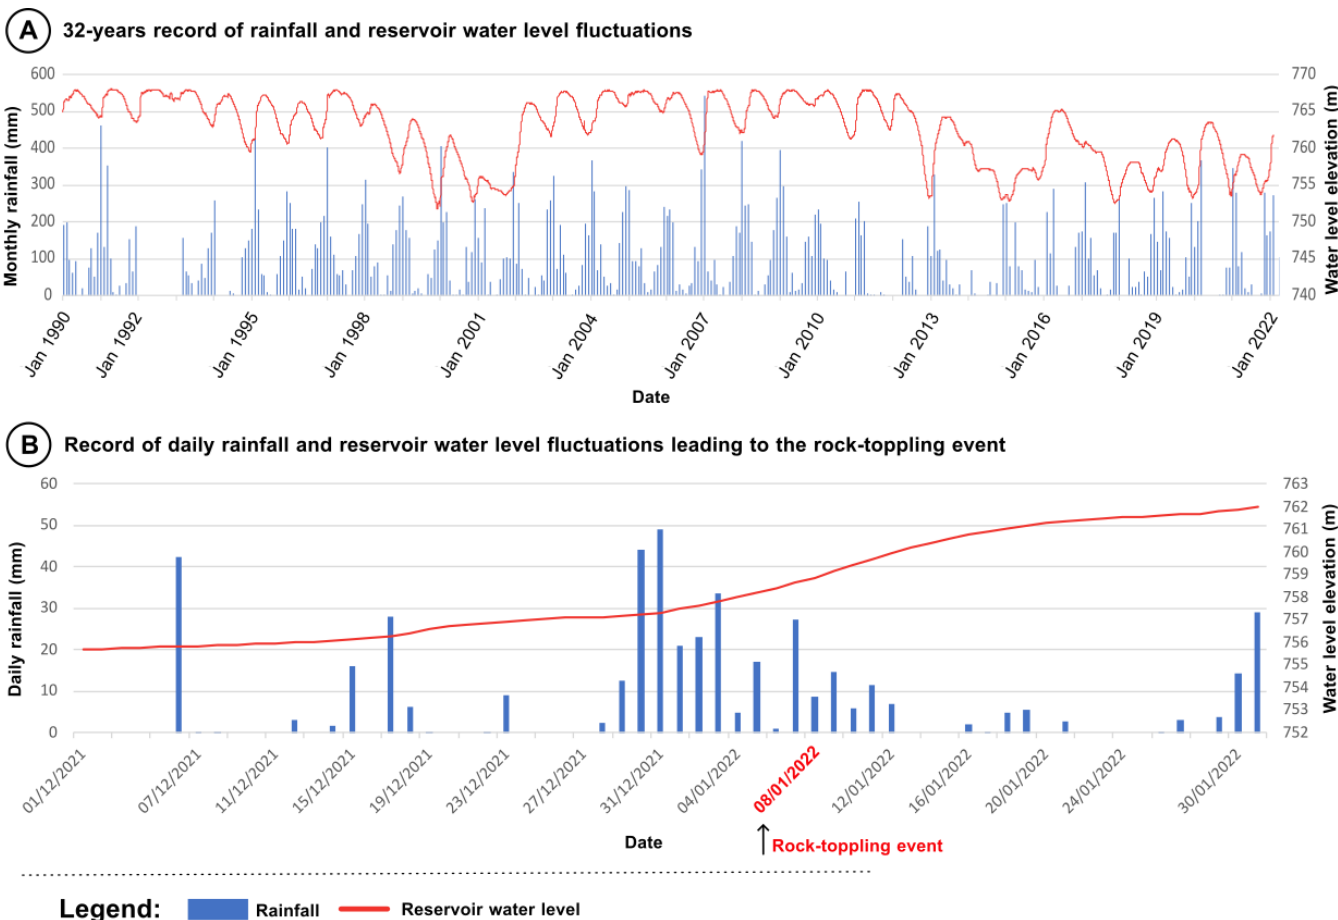 A 32-years record of rainfall and reservoir water level fluctuations
Monthly rainfall (mm)
600
500
400
300
200
100
0
770
765
760
755
750
745
740
Water level elevation (m)
Jan 1990
Jan 1992
Jan 1995
Jan 1998
Jan 2001
Jan 2004
Jan 2007
Jan 2010
Jan 2013
Jan 2016
Jan 2019
Jan 2022
Date
B Record of daily rainfall and reservoir water level fluctuations leading to the rock-toppling event
Daily rainfall (mm)
60
50
40
30
20
10
0
763
762
761
760
759
758
757
756
755
754
753
752
Water level elevation (m)
01/12/2021
07/12/2021
11/12/2021
15/12/2021
19/12/2021
23/12/2021
27/12/2021
31/12/2021
04/01/2022
08/01/2022
12/01/2022
16/01/2022
20/01/2022
24/01/2022
30/01/2022
Date
Rock-toppling event
Legend: Rainfall Reservoir water level